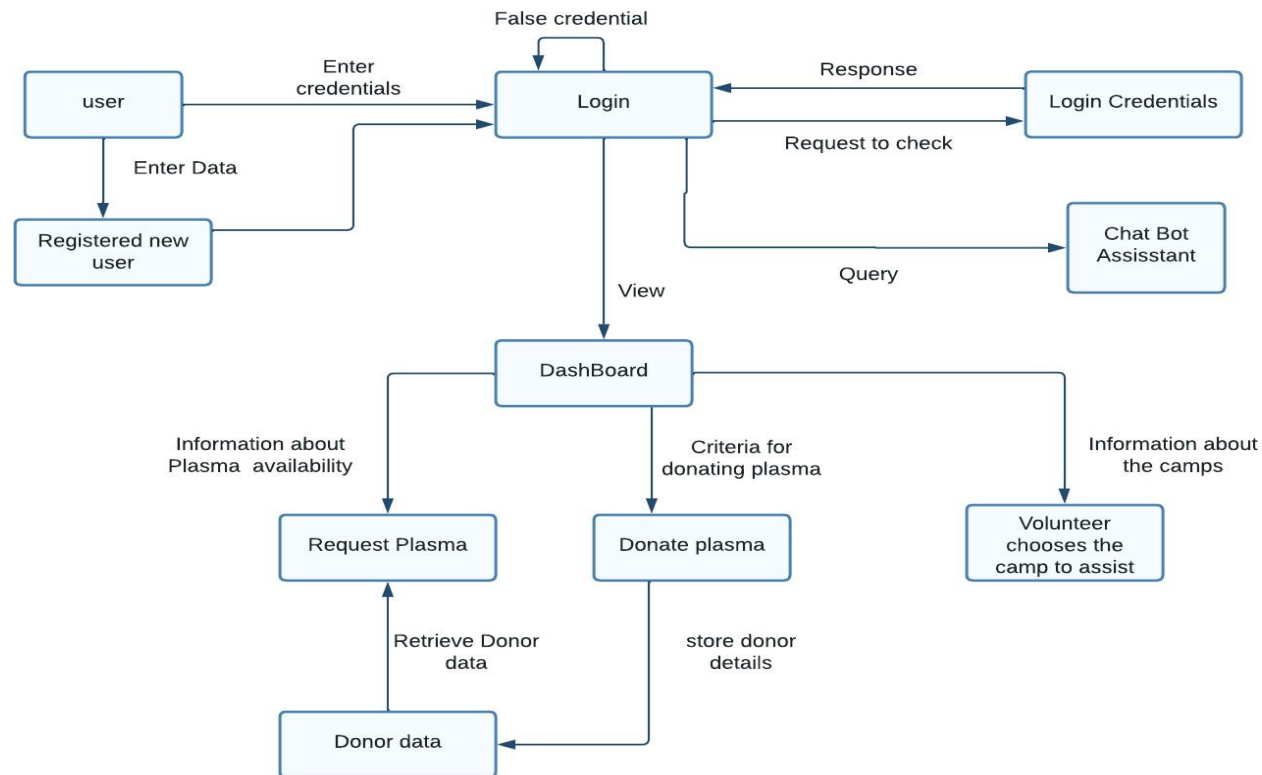 False credential
Enter
credentials
Response
user
Login
Login Credentials
Request to check
Enter Data
Registered new
user
Chat Bot
Assisstant
Query
View
DashBoard
Information about
Plasma  availability
Criteria for
donating plasma
Information about
the camps
Request Plasma
Donate plasma
Volunteer
chooses the
camp to assist
Retrieve Donor
data
store donor
details
Donor data